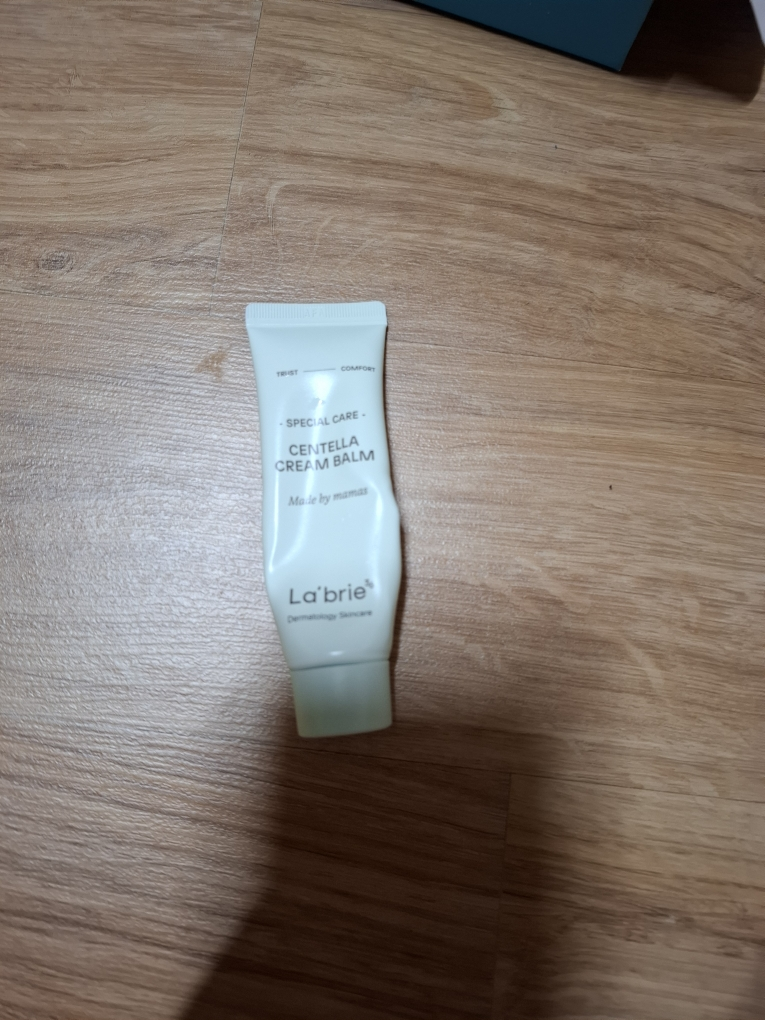 TRUST COMFORT
- SPECIAL CARE -
CENTELLA
CREAM BALM
Made by mamas
La'brie
Dermatology Skincare